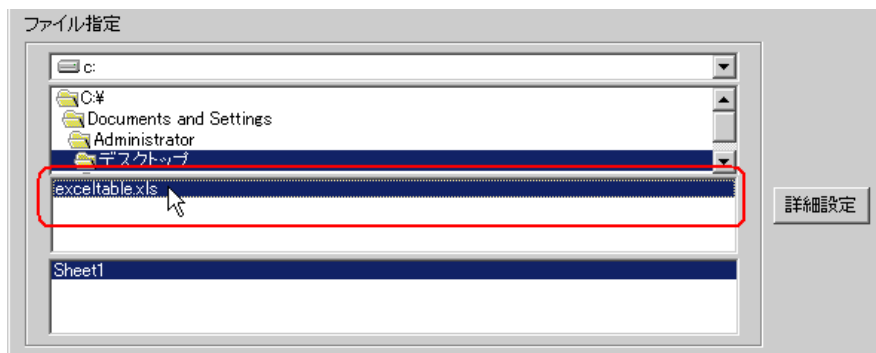 ファイル指定
c:
C:¥
Documents and Settings
Administrator
デスクトップ
exceltable.xls
詳細設定
Sheet1